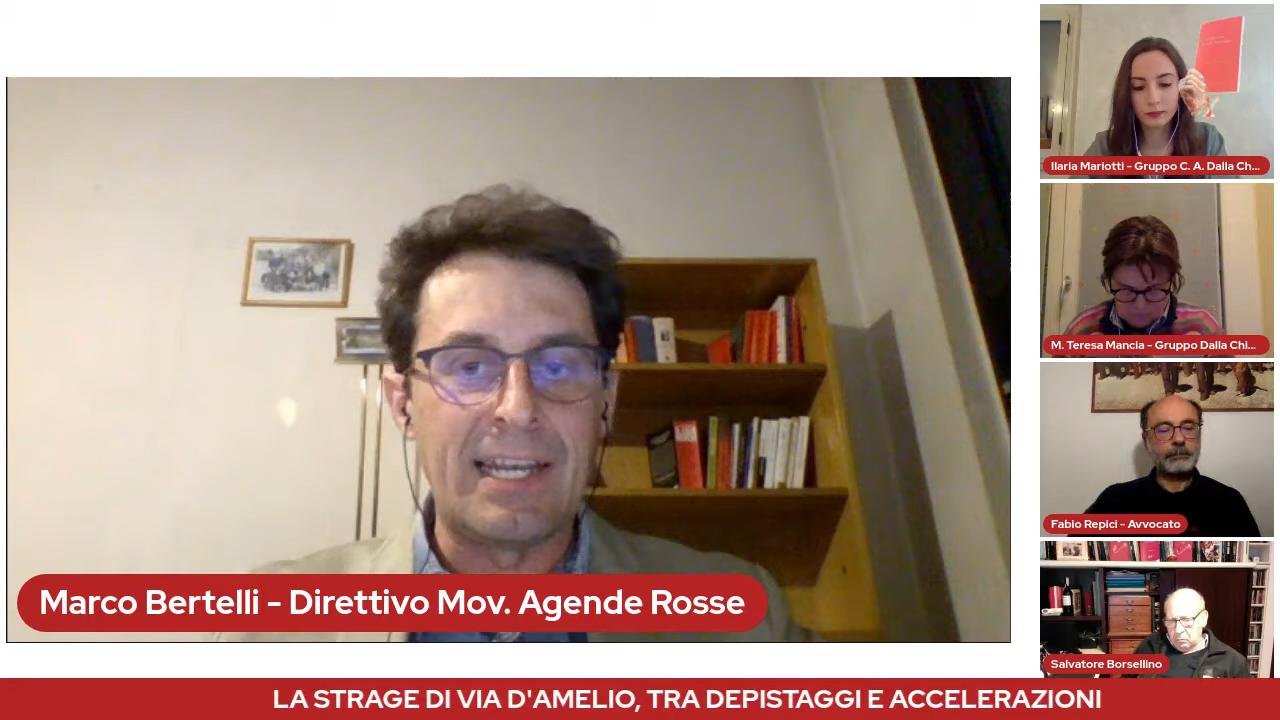 Marco Bertelli - Direttivo Mov. Agende Rosse
Ilaria Mariotti - Gruppo C. A. Dalla Ch...
M. Teresa Mancia - Gruppo Dalla Chi...
Fabio Repici - Avvocato
Salvatore Borsellino
LA STRAGE DI VIA D'AMELIO, TRA DEPISTAGGI E ACCELERAZIONI